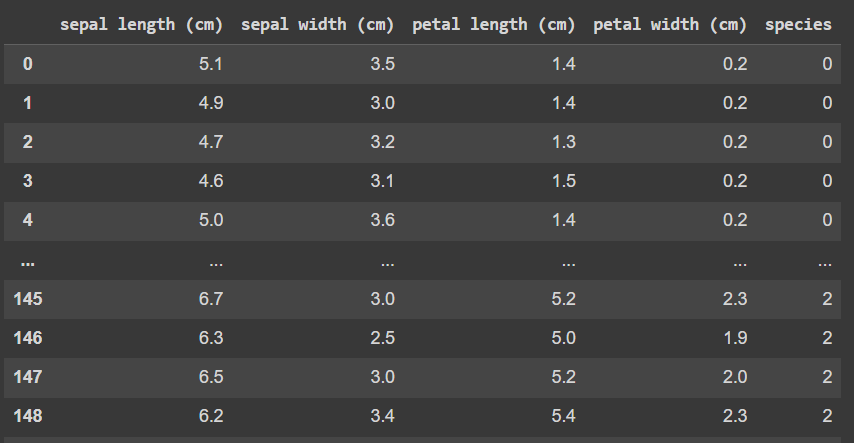 sepal length (cm) sepal width (cm) petal length (cm) petal width (cm) species
0 5.1 3.5 1.4 0.2 0
1 4.9 3.0 1.4 0.2 0
2 4.7 3.2 1.3 0.2 0
3 4.6 3.1 1.5 0.2 0
4 5.0 3.6 1.4 0.2 0
... ... ... ... ... ...
145 6.7 3.0 5.2 2.3 2
146 6.3 2.5 5.0 1.9 2
147 6.5 3.0 5.2 2.0 2
148 6.2 3.4 5.4 2.3 2